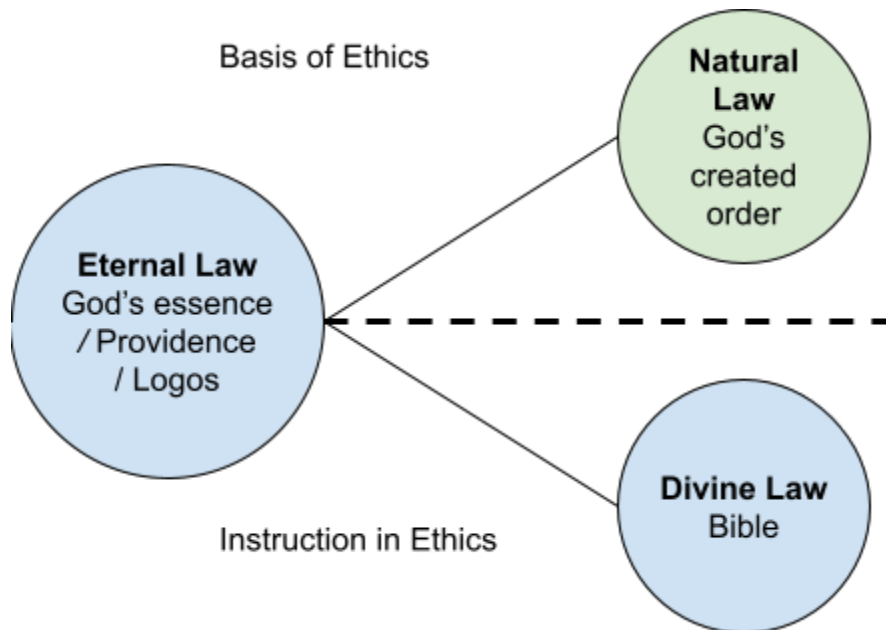 Basis of Ethics
Natural
Law
God's
created
order
Eternal Law
God's essence
/ Providence
/ Logos
Divine Law
Bible
Instruction in Ethics